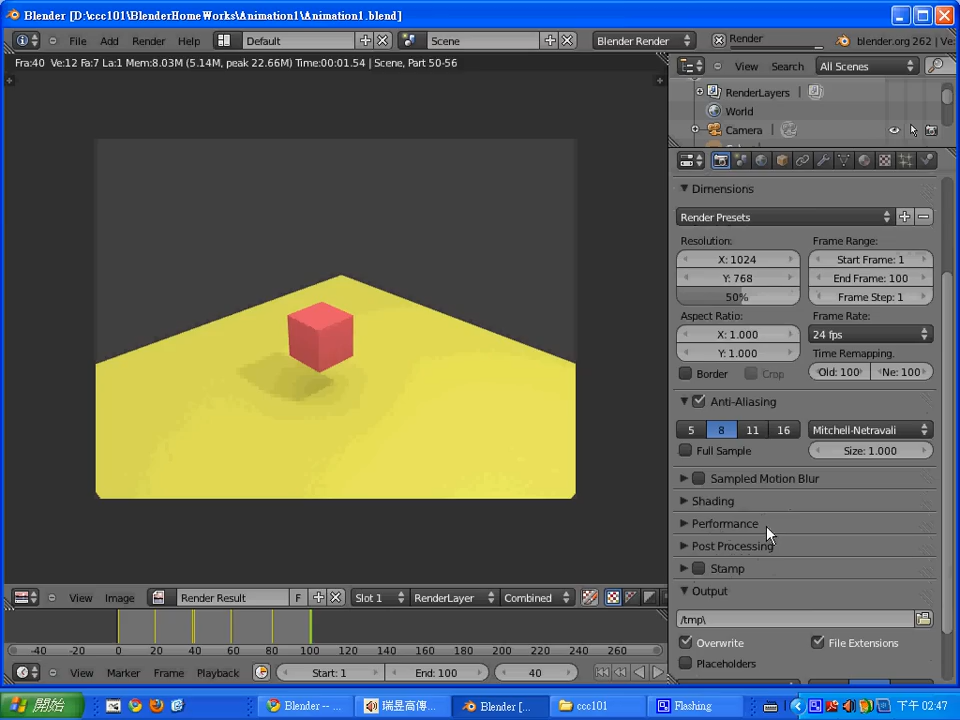 Blender [D:\ccc101\BlenderHomeWorks\Animation1\Animation1.blend]
File Add Render Help Default Scene Blender Render Render blender.org 262 | Ve:
Fra:40 Ve:12 Fa:7 La:1 Mem:8.03M (5.14M, peak 22.66M) Time:00:01.54 | Scene, Part 50-56
View Search All Scenes
RenderLayers
World
Camera
Dimensions
Render Presets
Resolution: Frame Range:
X: 1024 Start Frame: 1
Y: 768 End Frame: 100
50% Frame Step: 1
Aspect Ratio: Frame Rate:
X: 1.000 24 fps
Y: 1.000 Time Remapping:
Border Crop Old: 100 Ne: 100
Anti-Aliasing
5 8 11 16 Mitchell-Netravali
Full Sample Size: 1.000
Sampled Motion Blur
Shading
Performance
Post Processing
Stamp
Output
/tmp\
Overwrite File Extensions
Placeholders
View Image Render Result F Slot 1 RenderLayer Combined
-40 -20 0 20 40 60 80 100 120 140 160 180 200 220 240 260
View Marker Frame Playback Start: 1 End: 100 40
開始 Blender -- ... 瑞昱高傳... Blender [... ccc101 Flashing 下午 02:47